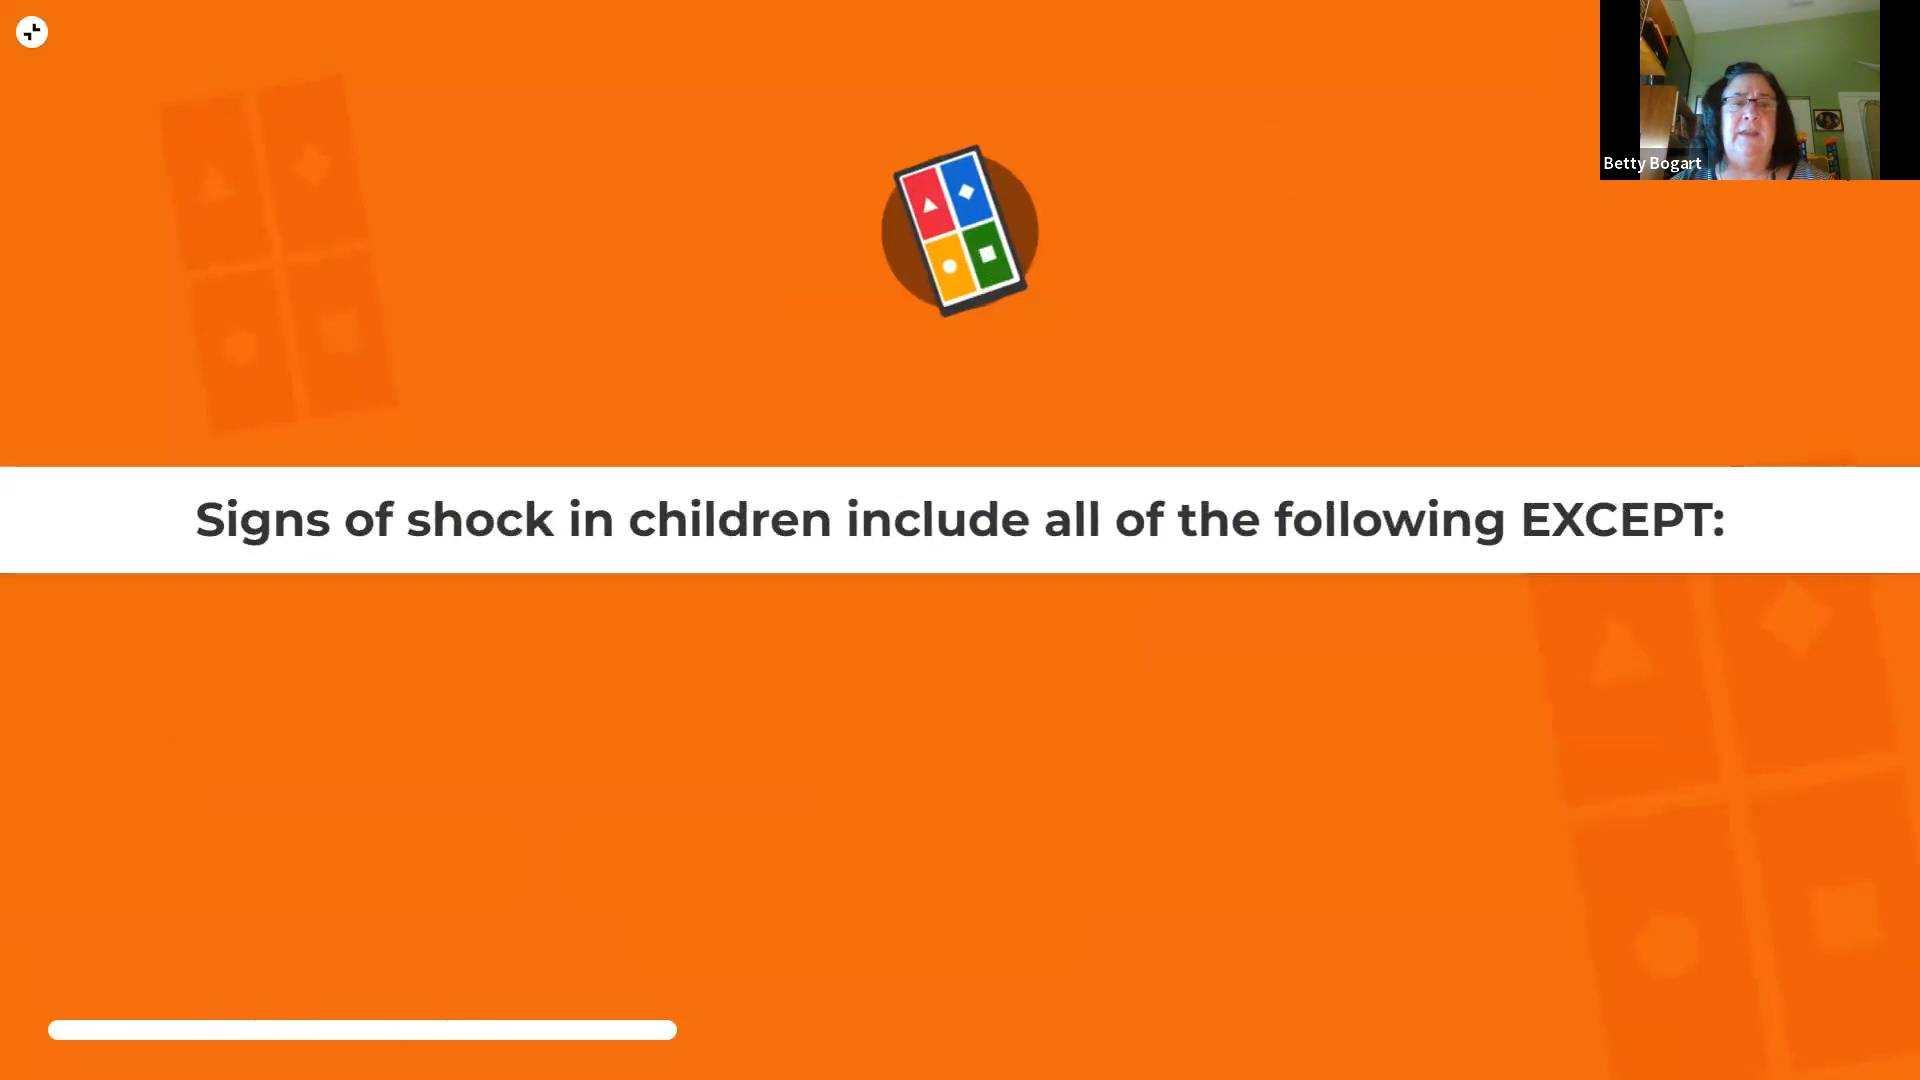 Betty Bogart
Signs of shock in children include all of the following EXCEPT: